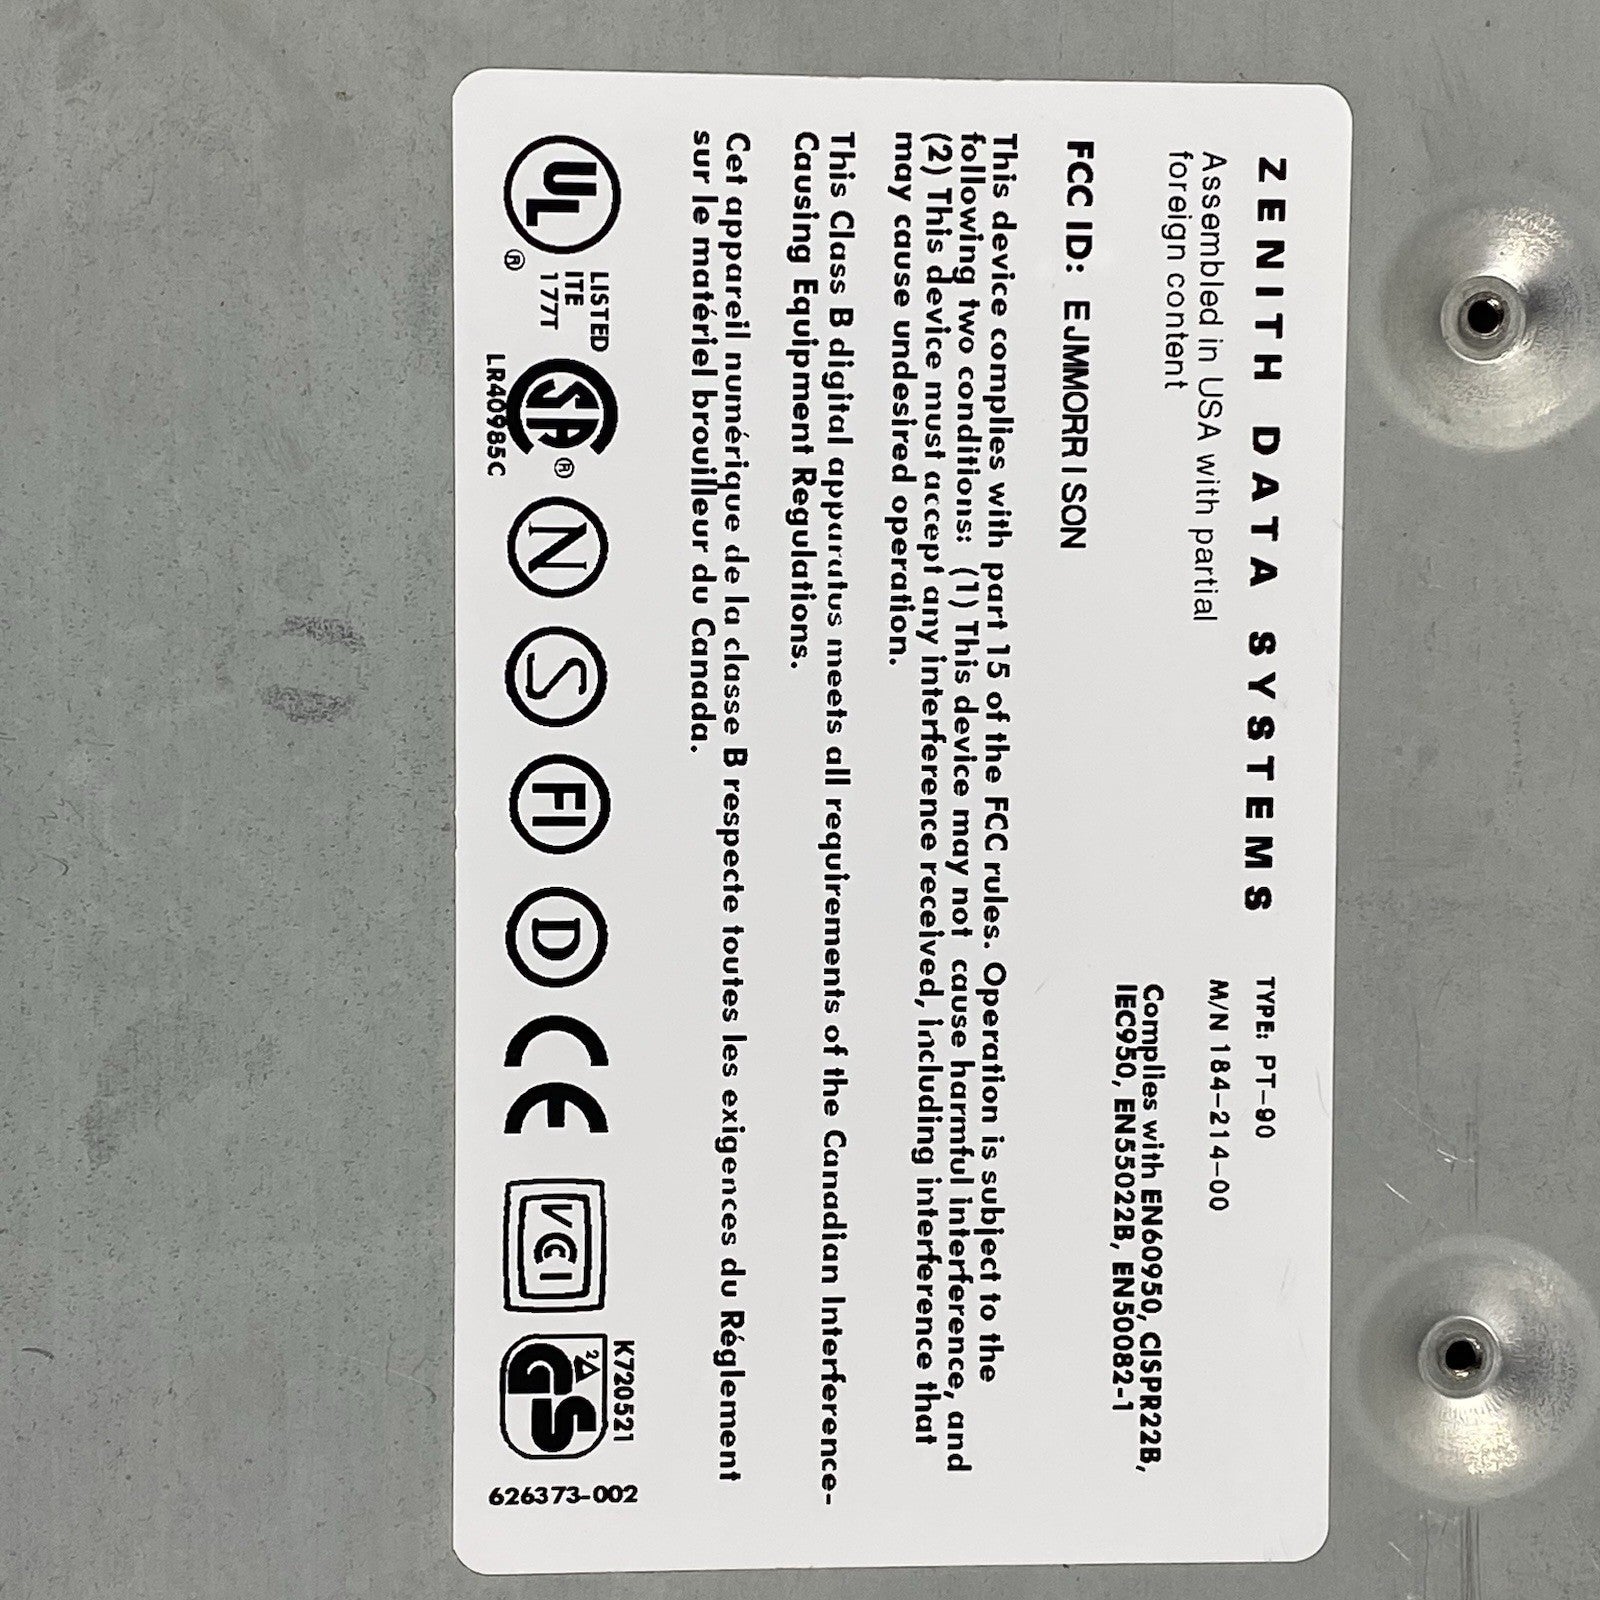 ZENITH DATA SYSTEMS
Assembled in USA with partial
foreign content
TYPE: PT-90
M/N 184-214-00
Complies with EN60950, CISPR22B,
IEC950, EN55022B, EN50082-1
FCC ID: EJMMORRISON
This device complies with part 15 of the FCC rules. Operation is subject to the
following two conditions: (1) This device may not cause harmful interference, and
(2) This device must accept any interference received, including interference that
may cause undesired operation.
This Class B digital apparatus meets all requirements of the Canadian Interference-
Causing Equipment Regulations.
Cet appareil numérique de la classe B respecte toutes les exigences du Réglement
sur le matériel brouilleur du Canada.
UL ®
LISTED
ITE
177T
SA ®
LR40985C
N
S
FI
D
CE
VCI
K720521
GS
626373-002